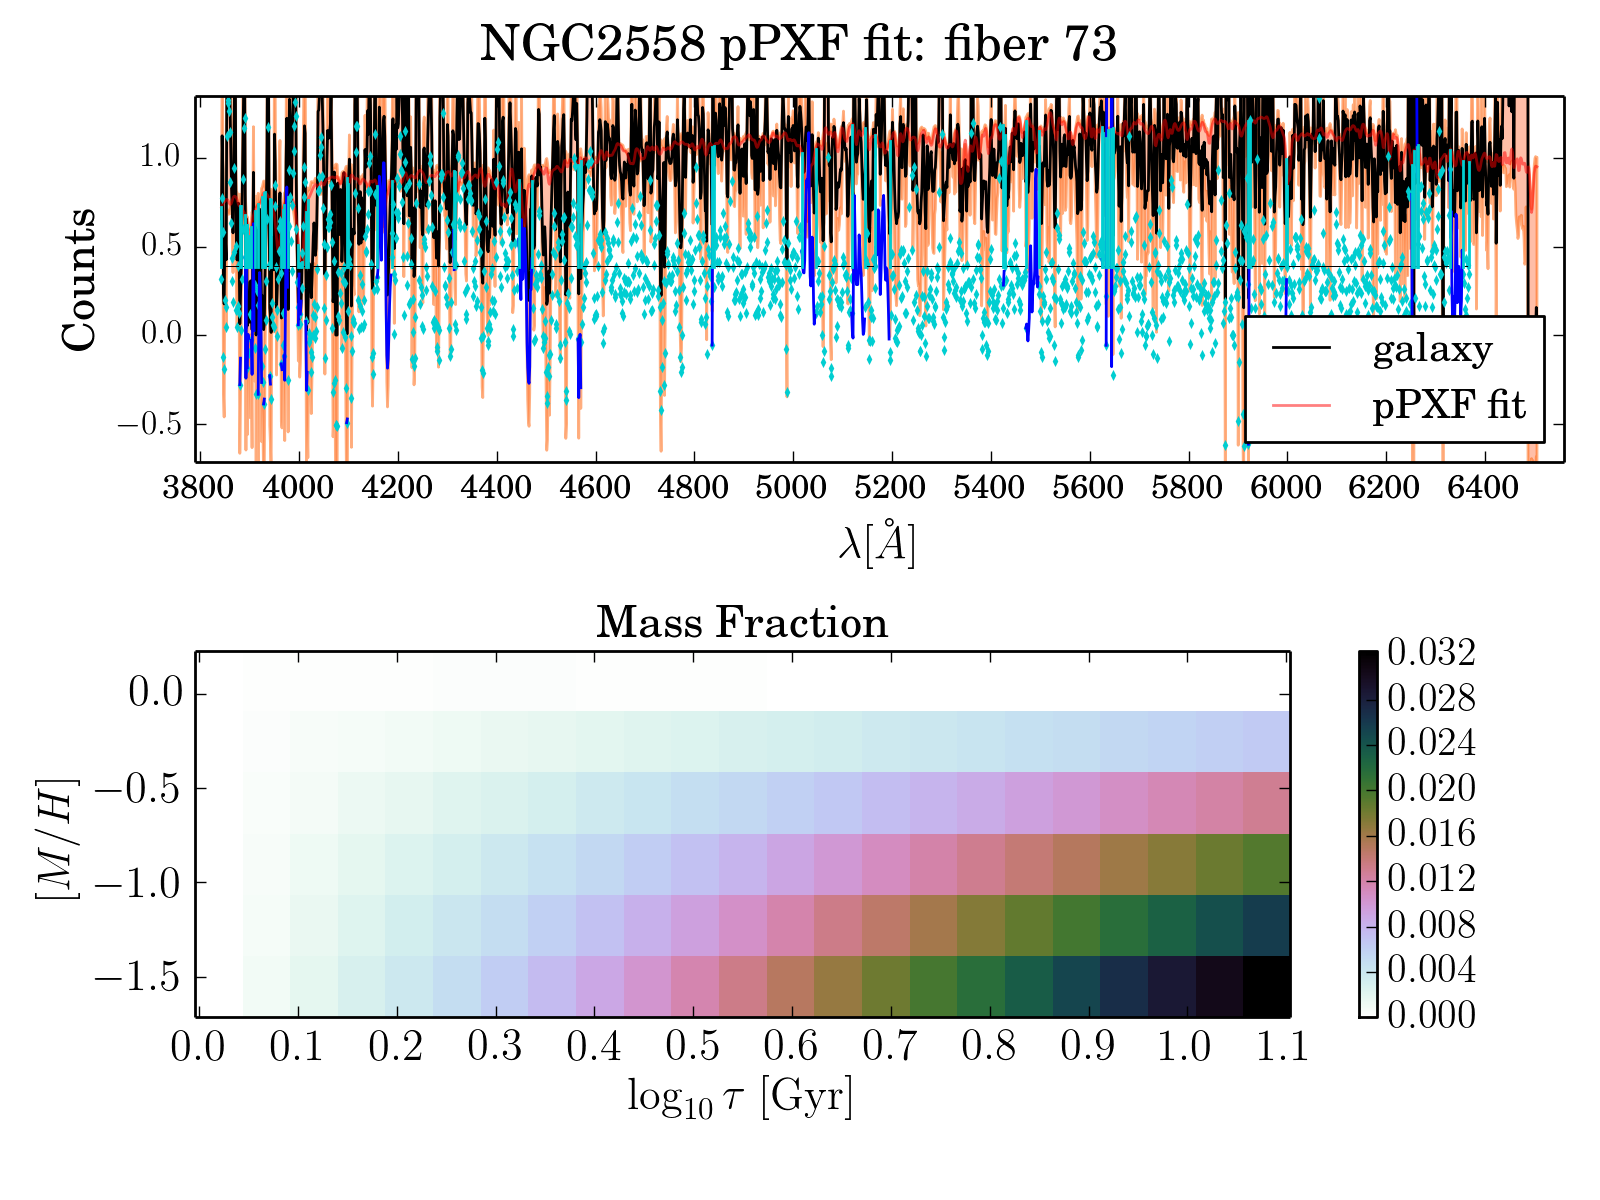 NGC2558 pPXF fit: fiber 73
Counts
1.0
0.5
0.0
−0.5
galaxy
pPXF fit
3800 4000 4200 4400 4600 4800 5000 5200 5400 5600 5800 6000 6200 6400
λ[Å]
Mass Fraction
[M/H]
0.0
−0.5
−1.0
−1.5
0.0 0.1 0.2 0.3 0.4 0.5 0.6 0.7 0.8 0.9 1.0 1.1
log₁₀ τ [Gyr]
0.032
0.028
0.024
0.020
0.016
0.012
0.008
0.004
0.000